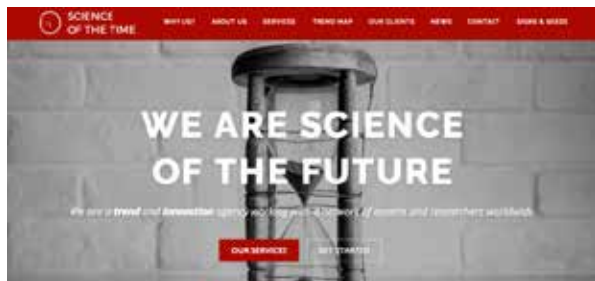 SCIENCE
OF THE TIME
WHY US? ABOUT US SERVICES TREND MAP OUR CLIENTS NEWS CONTACT SIGNS & SEEDS
WE ARE SCIENCE
OF THE FUTURE
We are a trend and innovation agency working with a network of experts and researchers worldwide
OUR SERVICES GET STARTED